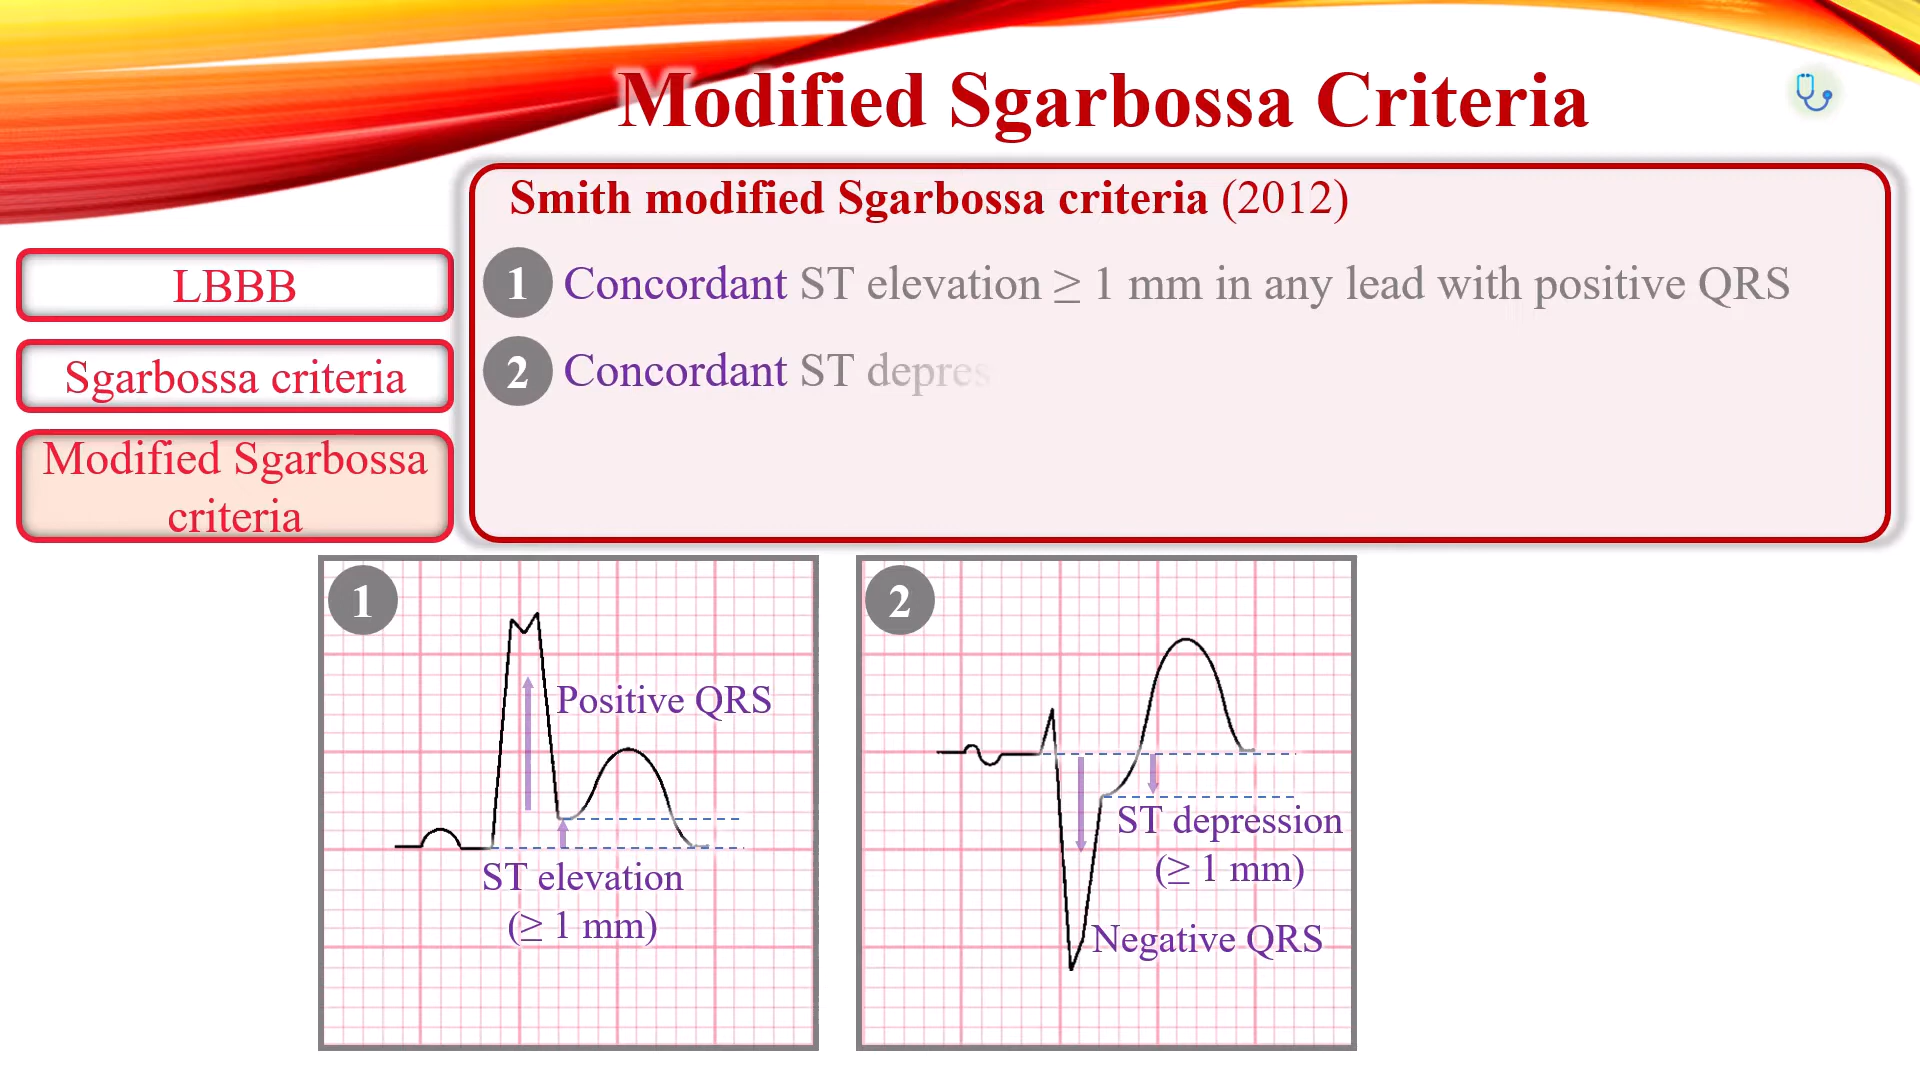 Modified Sgarbossa Criteria
Smith modified Sgarbossa criteria (2012)
1 Concordant ST elevation ≥ 1 mm in any lead with positive QRS
2 Concordant ST depres
LBBB
Sgarbossa criteria
Modified Sgarbossa
criteria
1
Positive QRS
ST elevation
(≥ 1 mm)
2
ST depression
(≥ 1 mm)
Negative QRS